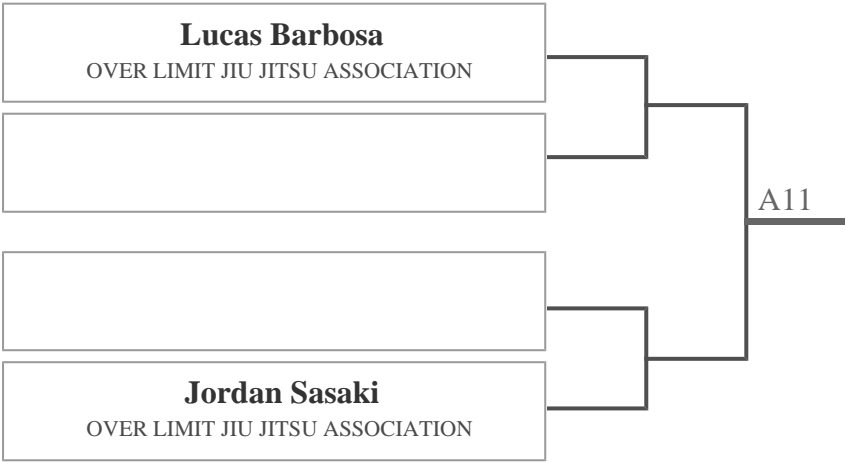 Lucas Barbosa
OVER LIMIT JIU JITSU ASSOCIATION
A11
Jordan Sasaki
OVER LIMIT JIU JITSU ASSOCIATION